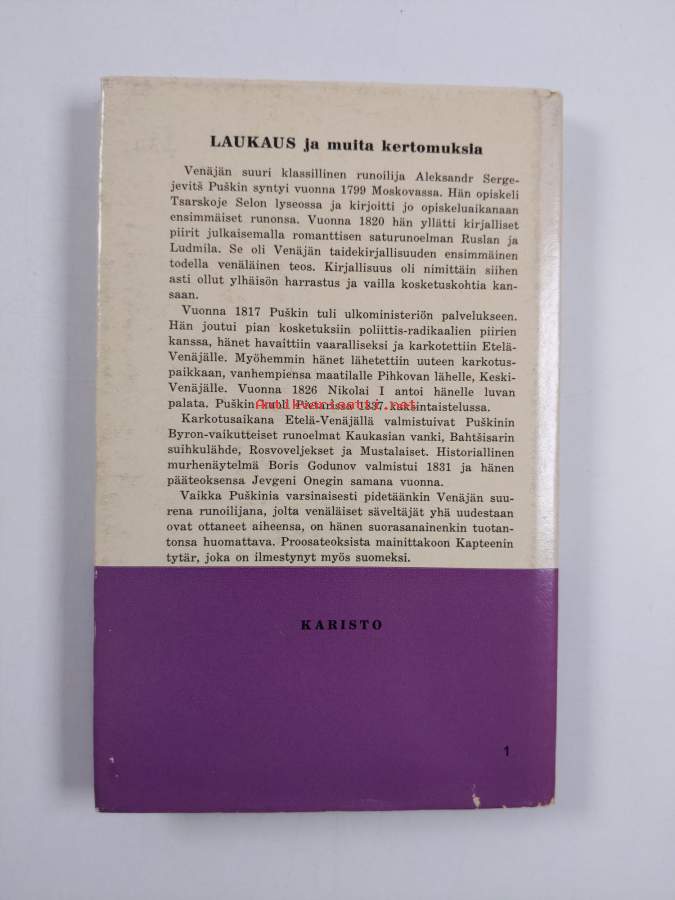 LAUKAUS ja muita kertomuksia
Venäjän suuri klassillinen runoilija Aleksandr Serge-
jevitš Puškin syntyi vuonna 1799 Moskovassa. Hän opiskeli
Tsarskoje Selon lyseossa ja kirjoitti jo opiskeluaikanaan
ensimmäiset runonsa. Vuonna 1820 hän yllätti kirjalliset
piirit julkaisemalla romanttisen saturunoelman Ruslan ja
Ludmila. Se oli Venäjän taidekirjallisuuden ensimmäinen
todella venäläinen teos. Kirjallisuus oli nimittäin siihen
asti ollut ylhäisön harrastus ja vailla kosketuskohtia kan-
saan.
Vuonna 1817 Puškin tuli ulkoministeriön palvelukseen.
Hän joutui pian kosketuksiin poliittis-radikaalien piirien
kanssa, hänet havaittiin vaaralliseksi ja karkotettiin Etelä-
Venäjälle. Myöhemmin hänet lähetettiin uuteen karkotus-
paikkaan, vanhempiensa maatilalle Pihkovan lähelle, Keski-
Venäjälle. Vuonna 1826 Nikolai I antoi hänelle luvan
palata. Puškin kuoli Pietarissa 1837 kaksintaistelussa.
Antikvariaatti.net
Karkotusaikana Etelä-Venäjällä valmistuivat Puškinin
Byron-vaikutteiset runoelmat Kaukasian vanki, Bahtšisarin
suihkulähde, Rosvoveljekset ja Mustalaiset. Historiallinen
murhenäytelmä Boris Godunov valmistui 1831 ja hänen
pääteoksensa Jevgeni Onegin samana vuonna.
Vaikka Puškinia varsinaisesti pidetäänkin Venäjän suu-
rena runoilijana, jolta venäläiset säveltäjät yhä uudestaan
ovat ottaneet aiheensa, on hänen suorasanainenkin tuotan-
tonsa huomattava. Proosateoksista mainittakoon Kapteenin
tytär, joka on ilmestynyt myös suomeksi.
KARISTO
1